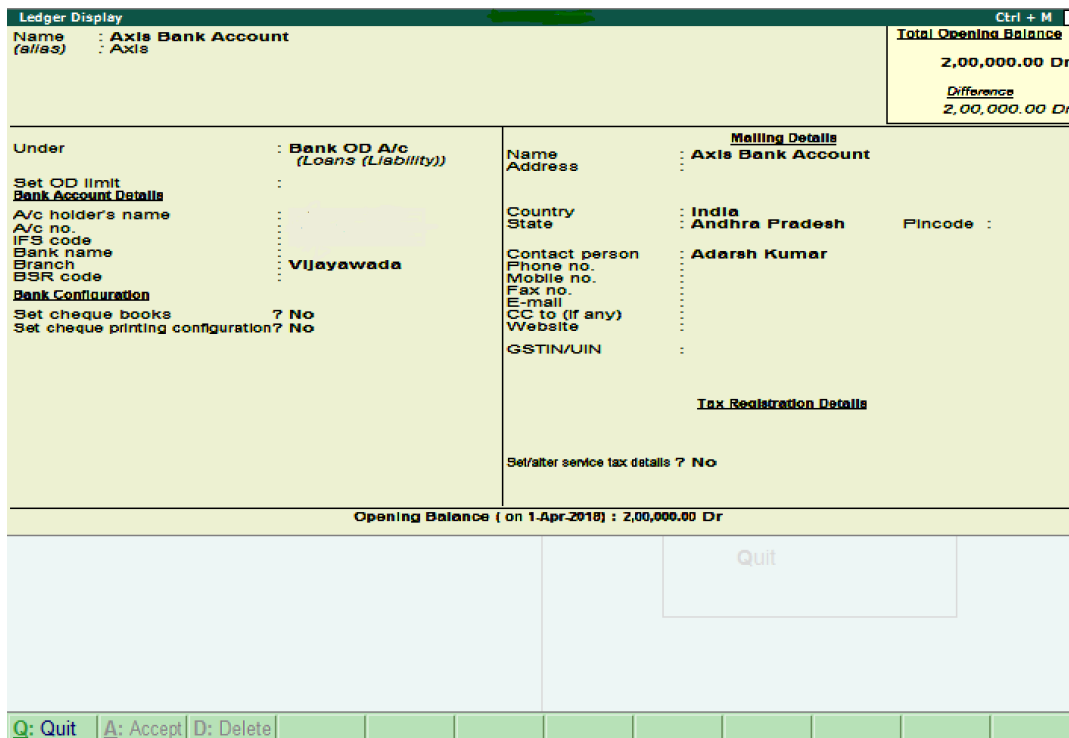 Ledger Display Ctrl + M
Name : Axis Bank Account
(alias) : Axis
Total Opening Balance
2,00,000.00 Dr
Difference
2,00,000.00 Dr
Under : Bank OD A/c
(Loans (Liability))
Set OD limit :
Bank Account Details
A/c holder's name :
A/c no. :
IFS code :
Bank name :
Branch : Vijayawada
BSR code :
Bank Configuration
Set cheque books ? No
Set cheque printing configuration? No
Mailing Details
Name : Axis Bank Account
Address :
Country : India
State : Andhra Pradesh Pincode :
Contact person : Adarsh Kumar
Phone no. :
Mobile no. :
Fax no. :
E-mail :
CC to (if any) :
Website :
GSTIN/UIN :
Tax Registration Details
Set/alter service tax details ? No
Opening Balance ( on 1-Apr-2018) : 2,00,000.00 Dr
Quit
Q: Quit A: Accept D: Delete